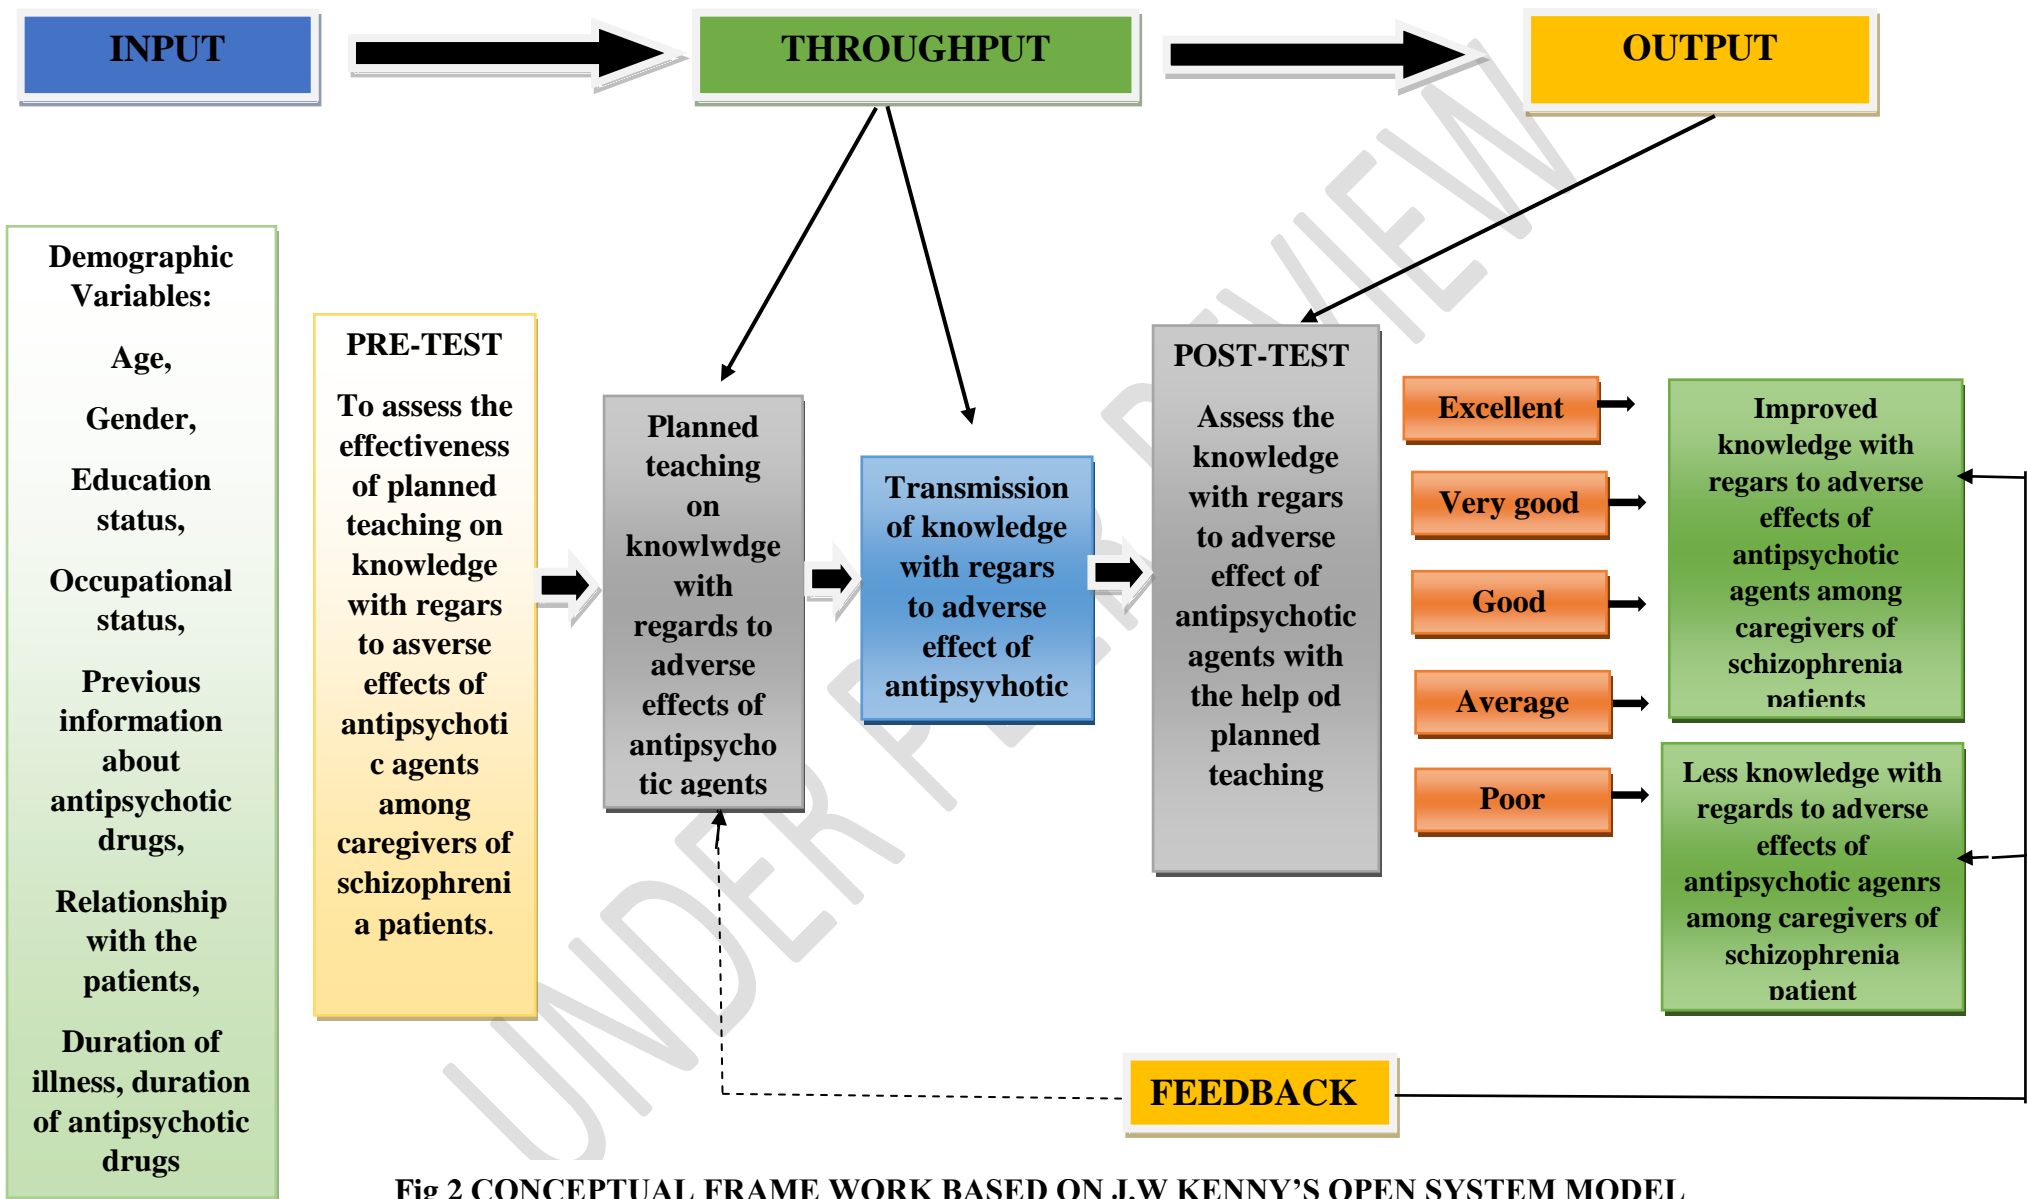 INPUT
THROUGHPUT
OUTPUT
Demographic
Variables:
Age,
Gender,
Education
status,
Occupational
status,
Previous
information
about
antipsychotic
drugs,
Relationship
with the
patients,
Duration of
illness, duration
of antipsychotic
drugs
PRE-TEST
To assess the
effectiveness
of planned
teaching on
knowledge
with regars
to asverse
effects of
antipsychoti
c agents
among
caregivers of
schizophreni
a patients.
Planned
teaching
on
knowlwdge
with
regards to
adverse
effects of
antipsycho
tic agents
Transmission
of knowledge
with regars
to adverse
effect of
antipsyvhotic
POST-TEST
Assess the
knowledge
with regars
to adverse
effect of
antipsychotic
agents with
the help od
planned
teaching
Excellent
Very good
Good
Average
Poor
Improved
knowledge with
regars to adverse
effects of
antipsychotic
agents among
caregivers of
schizophrenia
patients
Less knowledge with
regards to adverse
effects of
antipsychotic agenrs
among caregivers of
schizophrenia
patient
FEEDBACK
UNDER PEER REVIEW
Fig 2 CONCEPTUAL FRAME WORK BASED ON J.W KENNY'S OPEN SYSTEM MODEL